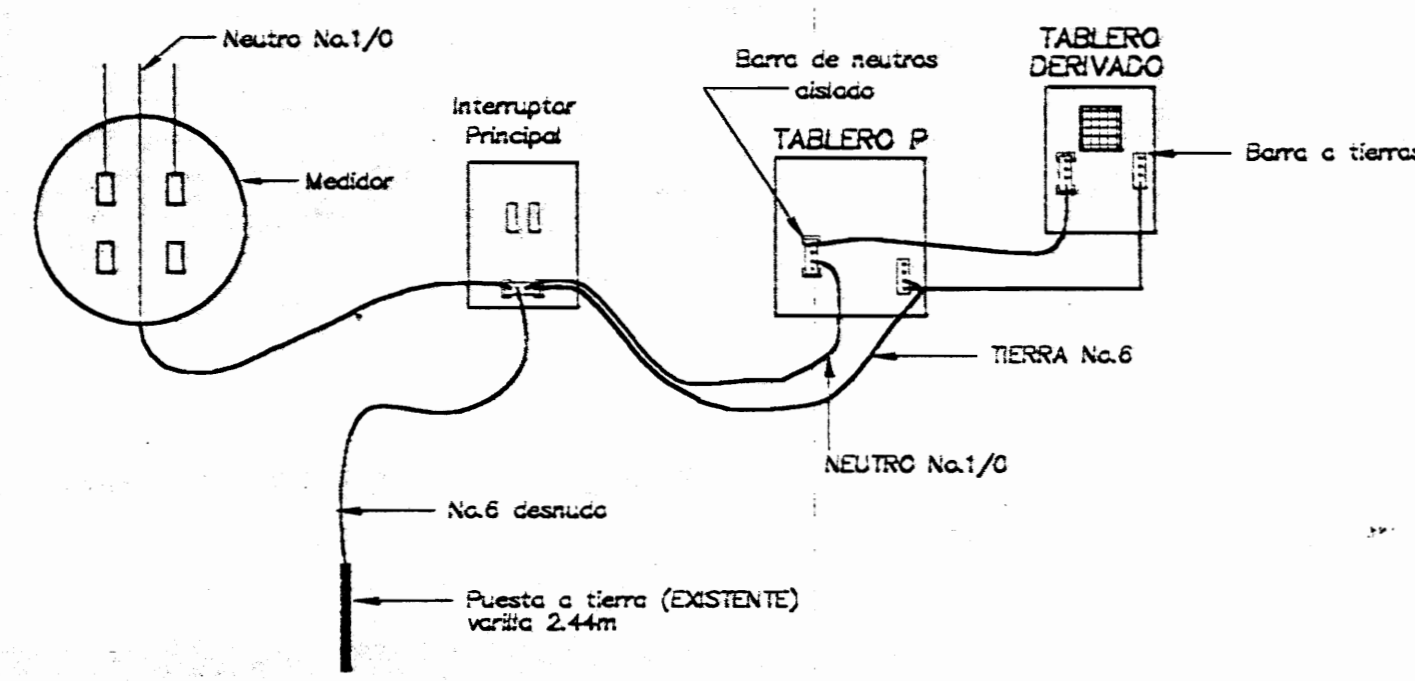 Neutro No.1/0
Interruptor
Principal
Medidor
Barra de neutros
aislado
TABLERO P
TABLERO
DERIVADO
Barra a tierras
TIERRA No.6
NEUTRO No.1/0
No.6 desnudo
Puesta a tierra (EXISTENTE)
varilla 2.44m